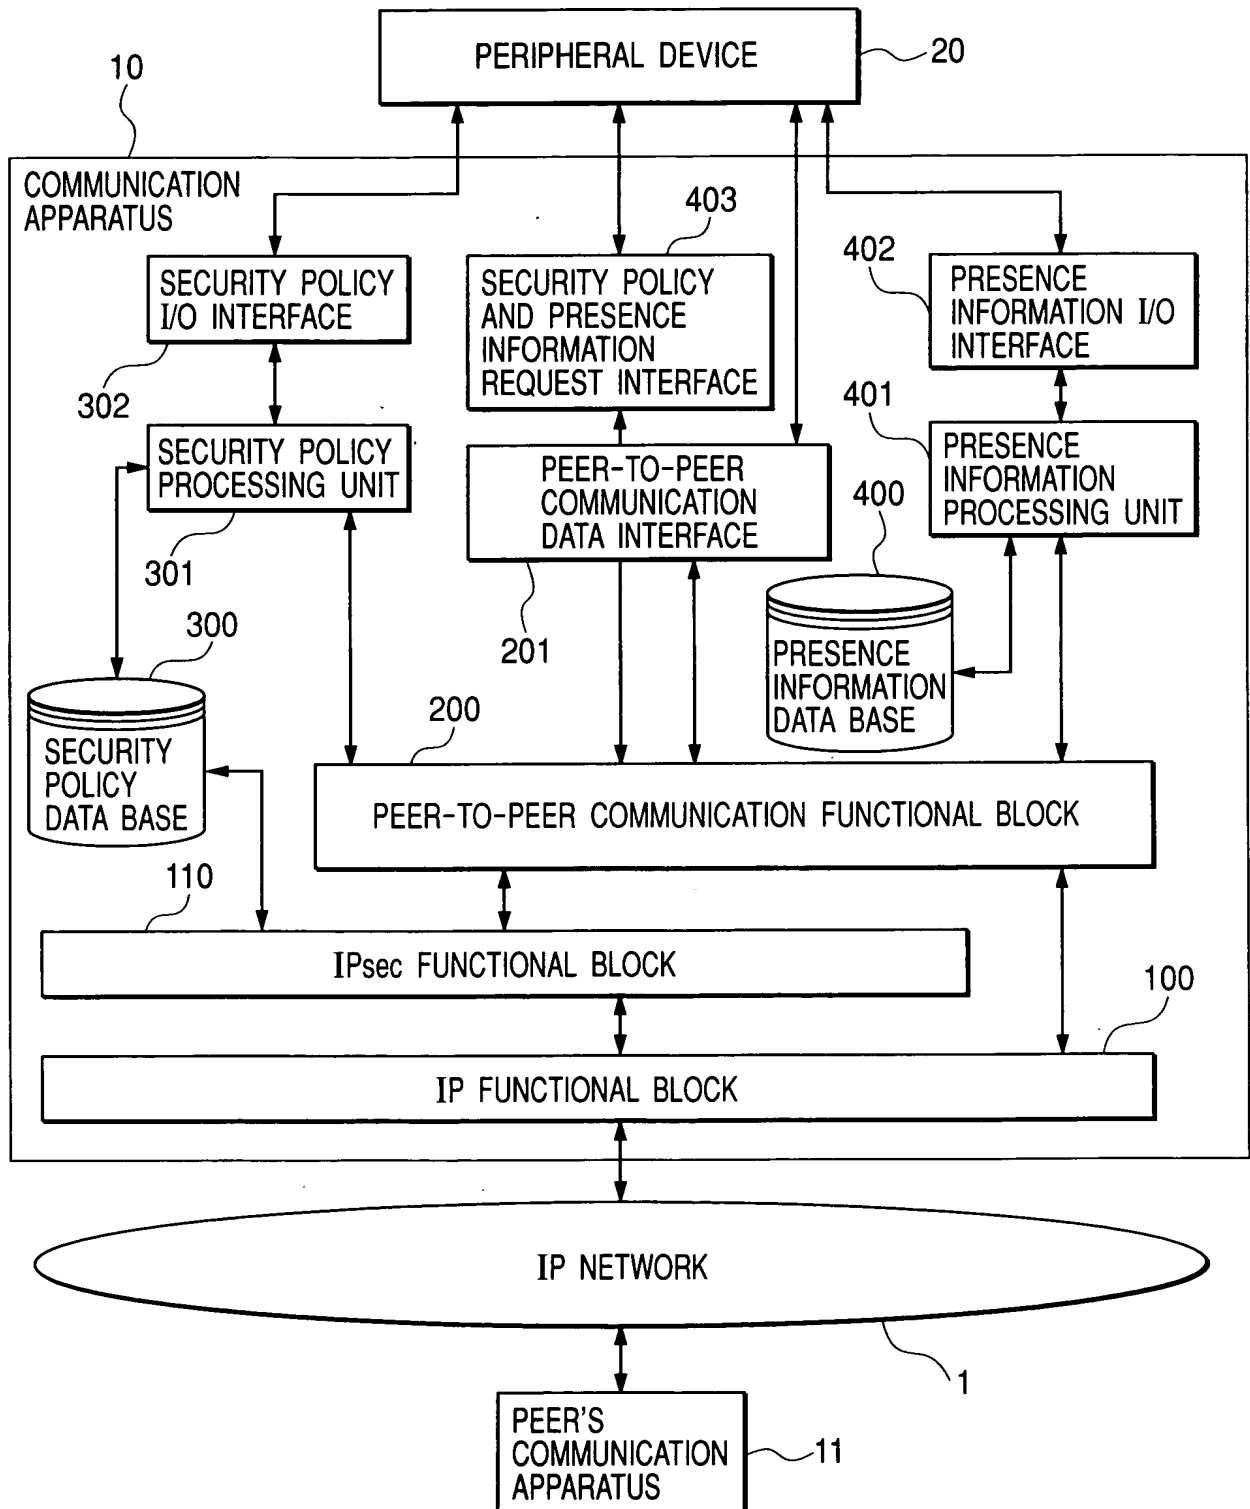 PERIPHERAL DEVICE
20
10
COMMUNICATION
APPARATUS
403
402
SECURITY POLICY
I/O INTERFACE
302
SECURITY POLICY
AND PRESENCE
INFORMATION
REQUEST INTERFACE
PRESENCE
INFORMATION I/O
INTERFACE
401
SECURITY POLICY
PROCESSING UNIT
301
PEER-TO-PEER
COMMUNICATION
DATA INTERFACE
201
PRESENCE
INFORMATION
PROCESSING UNIT
400
PRESENCE
INFORMATION
DATA BASE
300
SECURITY
POLICY
DATA BASE
200
PEER-TO-PEER COMMUNICATION FUNCTIONAL BLOCK
110
IPsec FUNCTIONAL BLOCK
100
IP FUNCTIONAL BLOCK
IP NETWORK
1
PEER'S
COMMUNICATION
APPARATUS
11